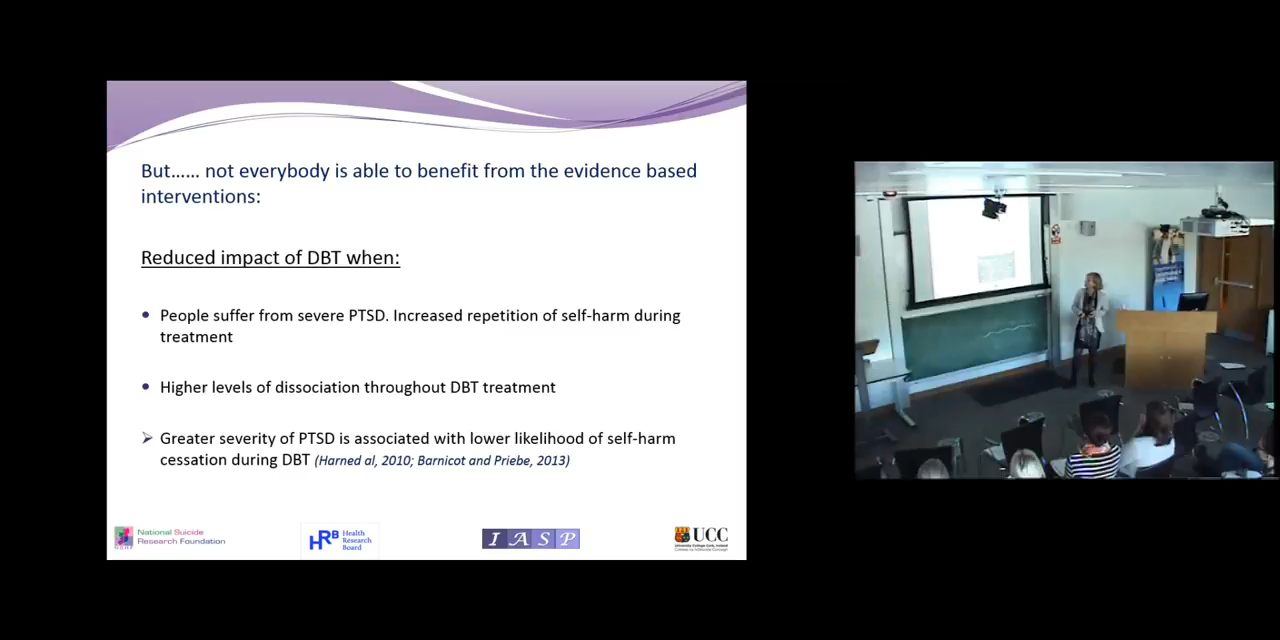 But…… not everybody is able to benefit from the evidence based
interventions:
Reduced impact of DBT when:
People suffer from severe PTSD. Increased repetition of self-harm during
treatment
Higher levels of dissociation throughout DBT treatment
Greater severity of PTSD is associated with lower likelihood of self-harm
cessation during DBT (Harned al, 2010; Barnicot and Priebe, 2013)
National Suicide
Research Foundation
HRB Health
Research
Board
IASP
UCC